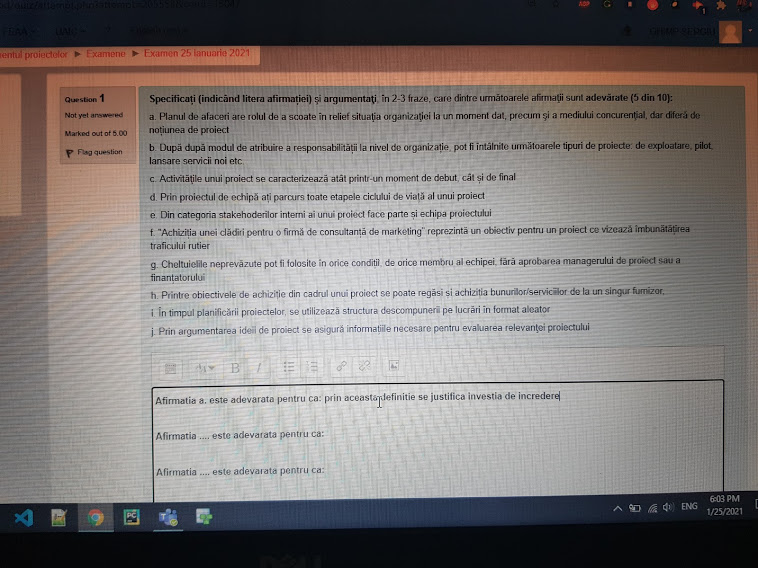 entul proiectelor ► Examene ► Examen 25 ianuarie 2021
Question 1
Not yet answered
Marked out of 5.00
Flag question
Specificați (indicând litera afirmației) și argumentați, în 2-3 fraze, care dintre următoarele afirmații sunt adevărate (5 din 10):
a. Planul de afaceri are rolul de a scoate în relief situația organizației la un moment dat, precum și a mediului concurențial, dar diferă de
noțiunea de proiect
b. După după modul de atribuire a responsabilității la nivel de organizație, pot fi întâlnite următoarele tipuri de proiecte: de exploatare, pilot,
lansare servicii noi etc.
c. Activitățile unui proiect se caracterizează atât printr-un moment de debut, cât și de final
d. Prin proiectul de echipă ați parcurs toate etapele ciclului de viață al unui proiect
e. Din categoria stakehoderilor interni ai unui proiect face parte și echipa proiectului
f. "Achiziția unei clădiri pentru o firmă de consultanță de marketing" reprezintă un obiectiv pentru un proiect ce vizează îmbunătățirea
traficului rutier
g. Cheltuielile neprevăzute pot fi folosite în orice condiții, de orice membru al echipei, fără aprobarea managerului de proiect sau a
finanțatorului
h. Printre obiectivele de achiziție din cadrul unui proiect se poate regăsi și achiziția bunurilor/serviciilor de la un singur furnizor.
i. În timpul planificării proiectelor, se utilizează structura descompunerii pe lucrări în format aleator
j. Prin argumentarea ideii de proiect se asigură informațiile necesare pentru evaluarea relevanței proiectului
B I
Afirmatia a. este adevarata pentru ca: prin aceasta definitie se justifica investia de incredere
Afirmatia .... este adevarata pentru ca:
Afirmatia .... este adevarata pentru ca:
ENG
6:03 PM
1/25/2021